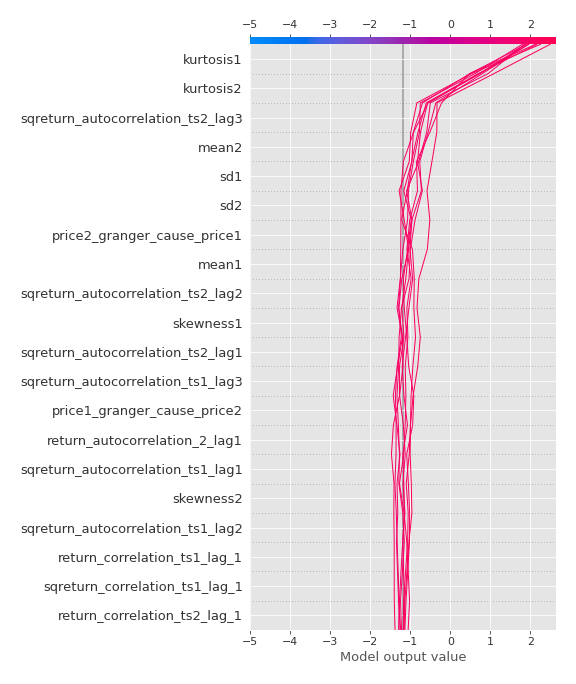 −5 −4 −3 −2 −1 0 1 2
kurtosis1
kurtosis2
sqreturn_autocorrelation_ts2_lag3
mean2
sd1
sd2
price2_granger_cause_price1
mean1
sqreturn_autocorrelation_ts2_lag2
skewness1
sqreturn_autocorrelation_ts2_lag1
sqreturn_autocorrelation_ts1_lag3
price1_granger_cause_price2
return_autocorrelation_2_lag1
sqreturn_autocorrelation_ts1_lag1
skewness2
sqreturn_autocorrelation_ts1_lag2
return_correlation_ts1_lag_1
sqreturn_correlation_ts1_lag_1
return_correlation_ts2_lag_1
−5 −4 −3 −2 −1 0 1 2
Model output value